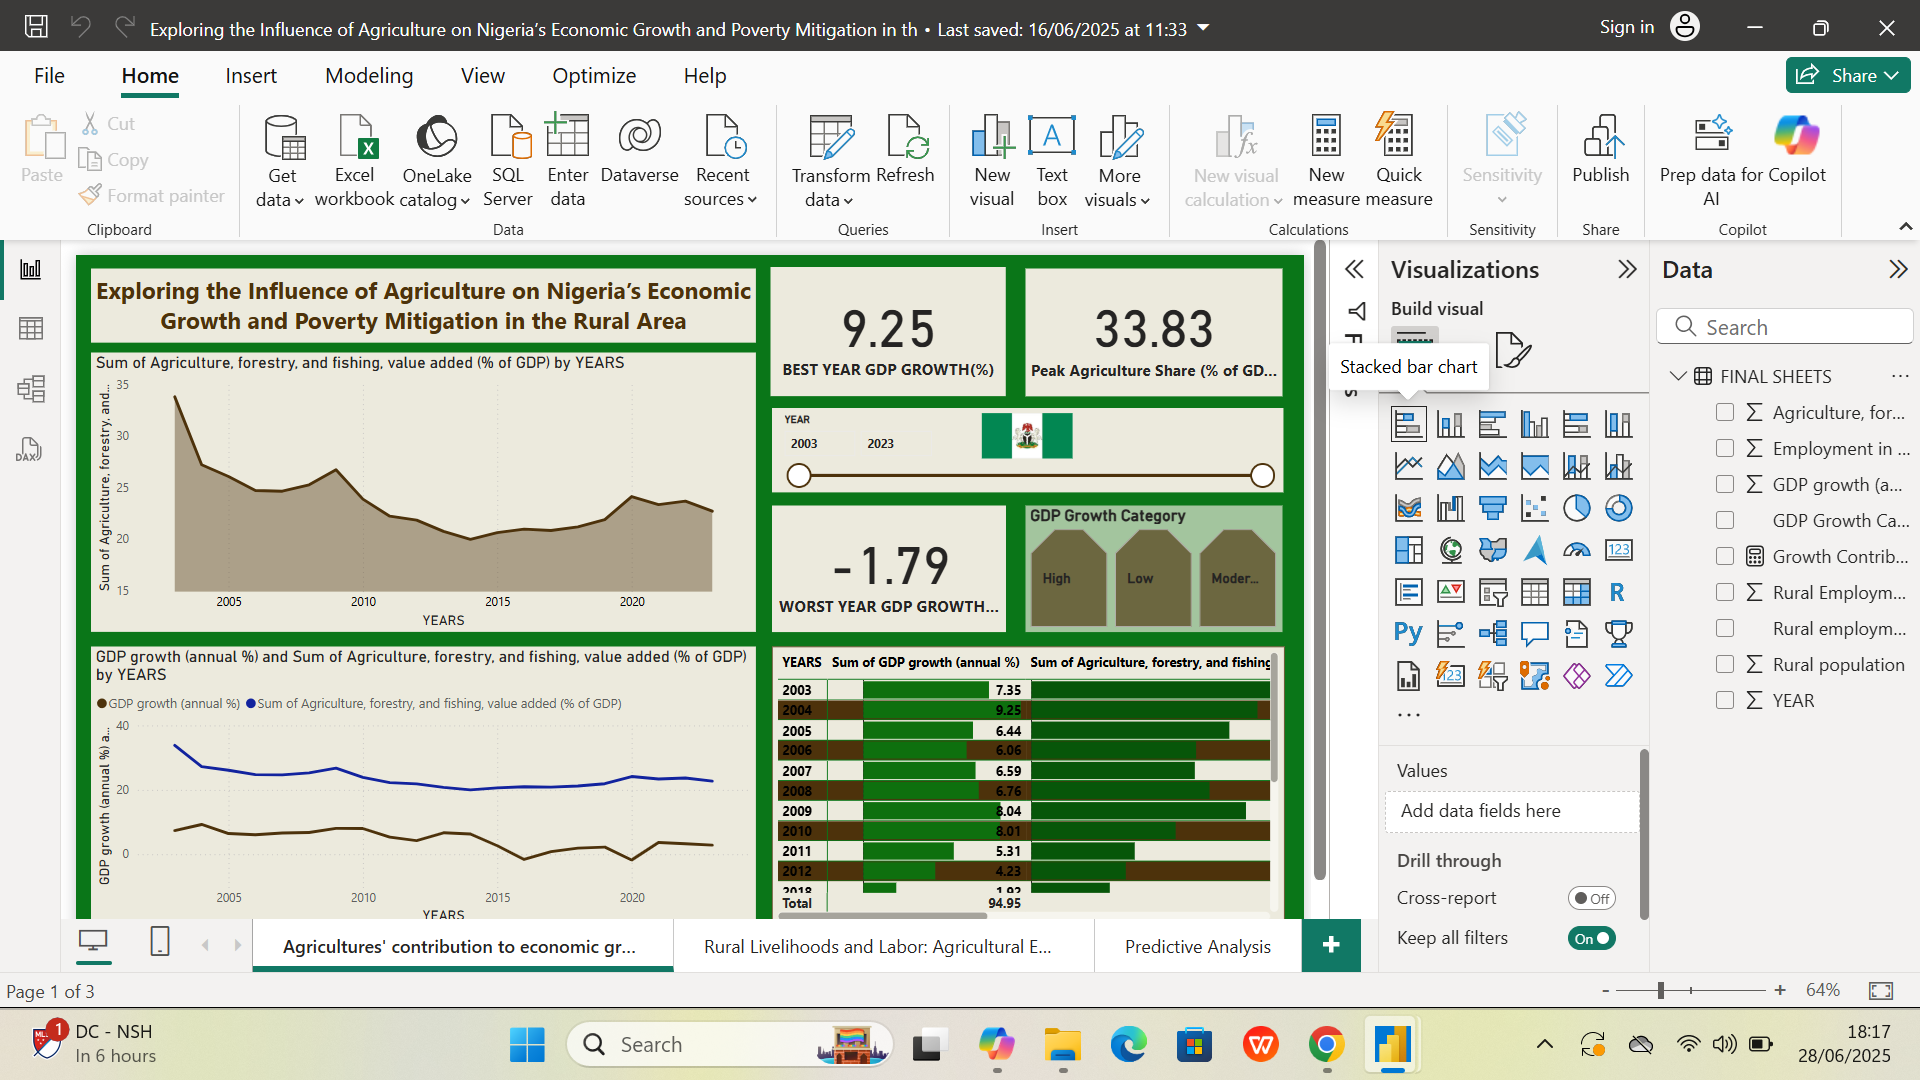 Exploring the Influence of Agriculture on Nigeria's Economic Growth and Poverty Mitigation in th • Last saved: 16/06/2025 at 11:33
Sign in
File
Home
Insert
Modeling
View
Optimize
Help
Share
Paste
Cut
Copy
Format painter
Clipboard
Get data
Excel workbook
OneLake catalog
SQL Server
Enter data
Dataverse
Recent sources
Data
Transform data
Refresh
Queries
New visual
Text box
More visuals
Insert
New visual calculation
New measure
Quick measure
Calculations
Sensitivity
Sensitivity
Publish
Share
Prep data for AI
Copilot
Copilot
DAX
Exploring the Influence of Agriculture on Nigeria's Economic
Growth and Poverty Mitigation in the Rural Area
9.25
BEST YEAR GDP GROWTH(%)
33.83
Peak Agriculture Share (% of GD...
Sum of Agriculture, forestry, and fishing, value added (% of GDP) by YEARS
Sum of Agriculture, forestry, and...
35
30
25
20
15
2005
2010
2015
2020
YEARS
YEAR
2003
2023
-1.79
WORST YEAR GDP GROWTH...
GDP Growth Category
High
Low
Moder...
GDP growth (annual %) and Sum of Agriculture, forestry, and fishing, value added (% of GDP)
by YEARS
GDP growth (annual %)
Sum of Agriculture, forestry, and fishing, value added (% of GDP)
GDP growth (annual %) a...
40
20
0
2005
2010
2015
2020
YEARS
YEARS Sum of GDP growth (annual %) Sum of Agriculture, forestry, and fishing
2003 7.35
2004 9.25
2005 6.44
2006 6.06
2007 6.59
2008 6.76
2009 8.04
2010 8.01
2011 5.31
2012 4.23
2018 1.92
Total 94.95
Visualizations
Build visual
Stacked bar chart
123
R
Py
123
...
Values
Add data fields here
Drill through
Cross-report
Off
Keep all filters
On
Data
Search
FINAL SHEETS
...
Agriculture, for...
Employment in ...
GDP growth (a...
GDP Growth Ca...
Growth Contrib...
Rural Employm...
Rural employm...
Rural population
YEAR
Agricultures' contribution to economic gr...
Rural Livelihoods and Labor: Agricultural E...
Predictive Analysis
+
Page 1 of 3
- + 64%
1
DC - NSH
In 6 hours
Search
18:17
28/06/2025